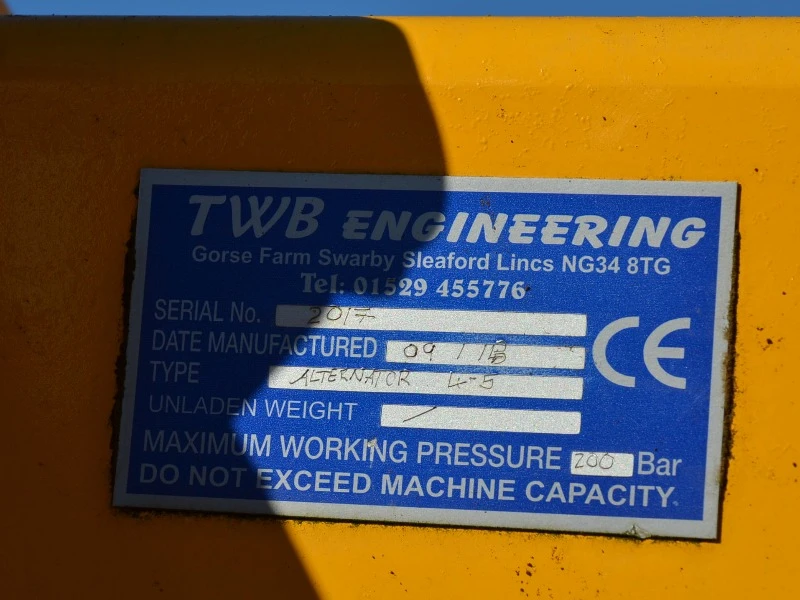 TWB ENGINEERING
Gorse Farm Swarby Sleaford Lincs NG34 8TG
Tel: 01529 455776
SERIAL No. 2017
DATE MANUFACTURED 09 /
TYPE ALTERNATOR 4-5
UNLADEN WEIGHT /
CE
MAXIMUM WORKING PRESSURE 200 Bar
DO NOT EXCEED MACHINE CAPACITY.